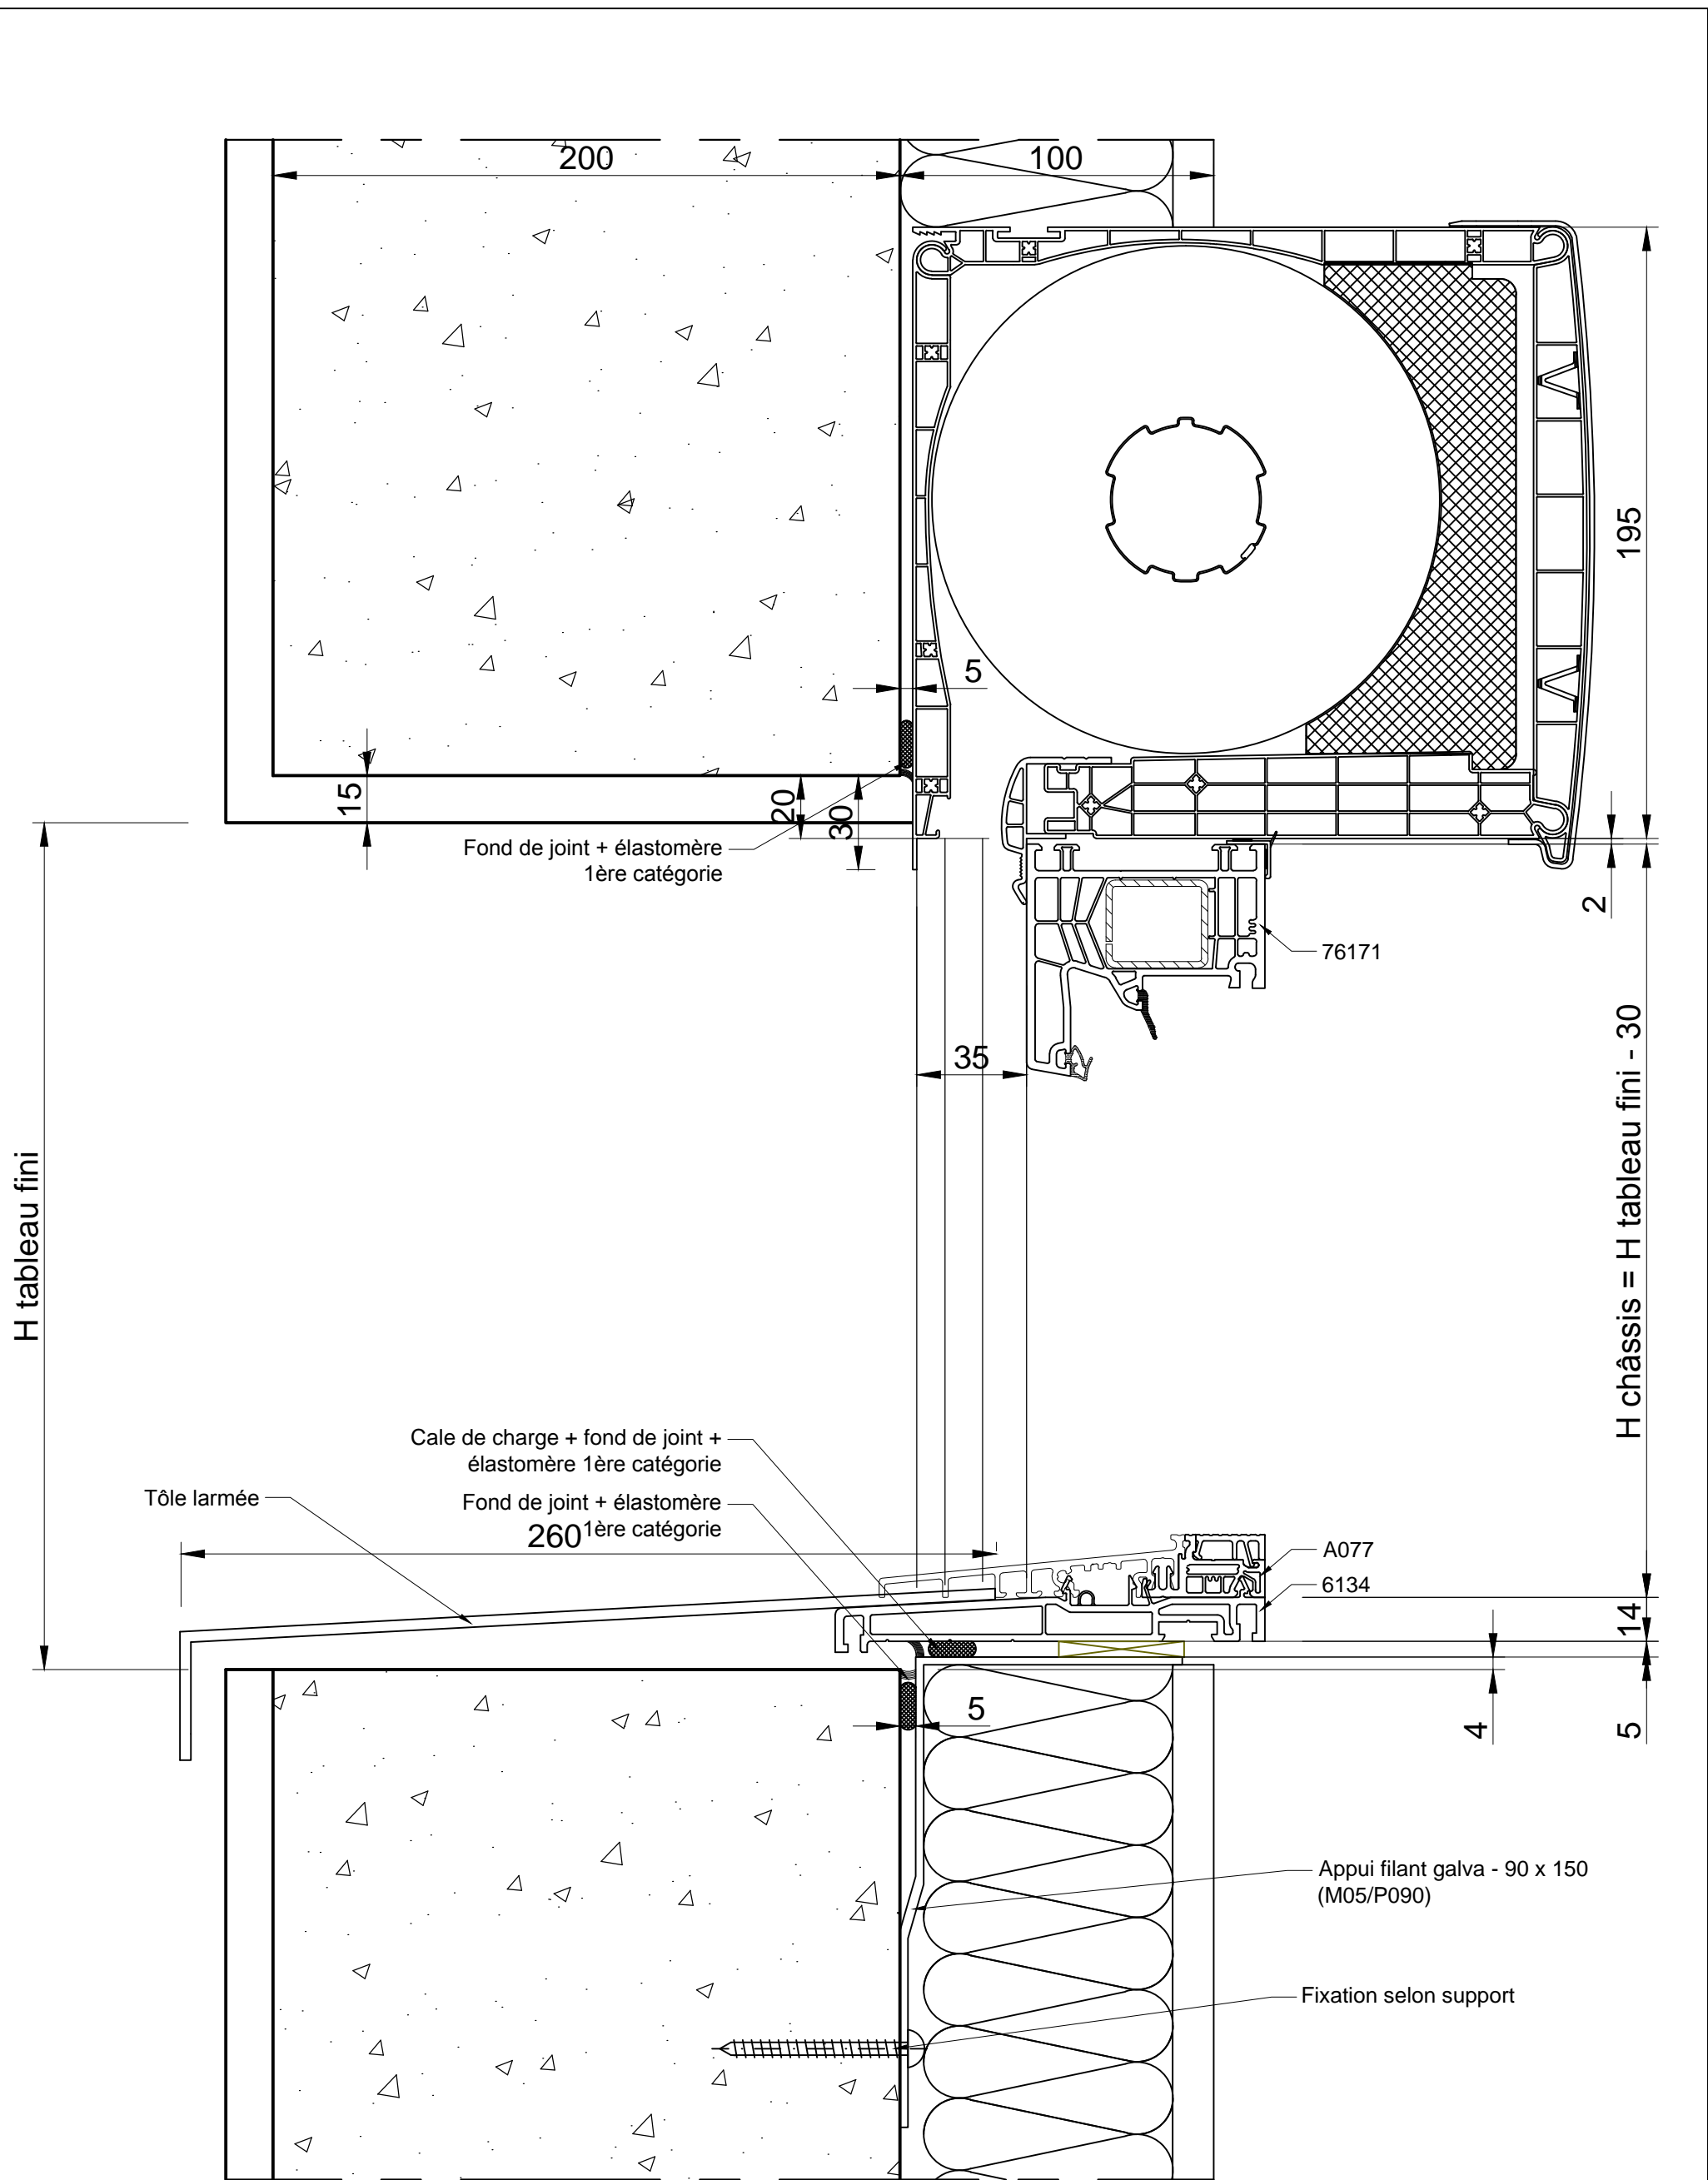 200
100
195
5
15
20
30
Fond de joint + élastomère
1ère catégorie
2
76171
35
H tableau fini
H châssis = H tableau fini - 30
Cale de charge + fond de joint +
élastomère 1ère catégorie
Tôle larmée
Fond de joint + élastomère
1ère catégorie
260
A077
6134
14
5
4
5
Appui filant galva - 90 x 150
(M05/P090)
Fixation selon support